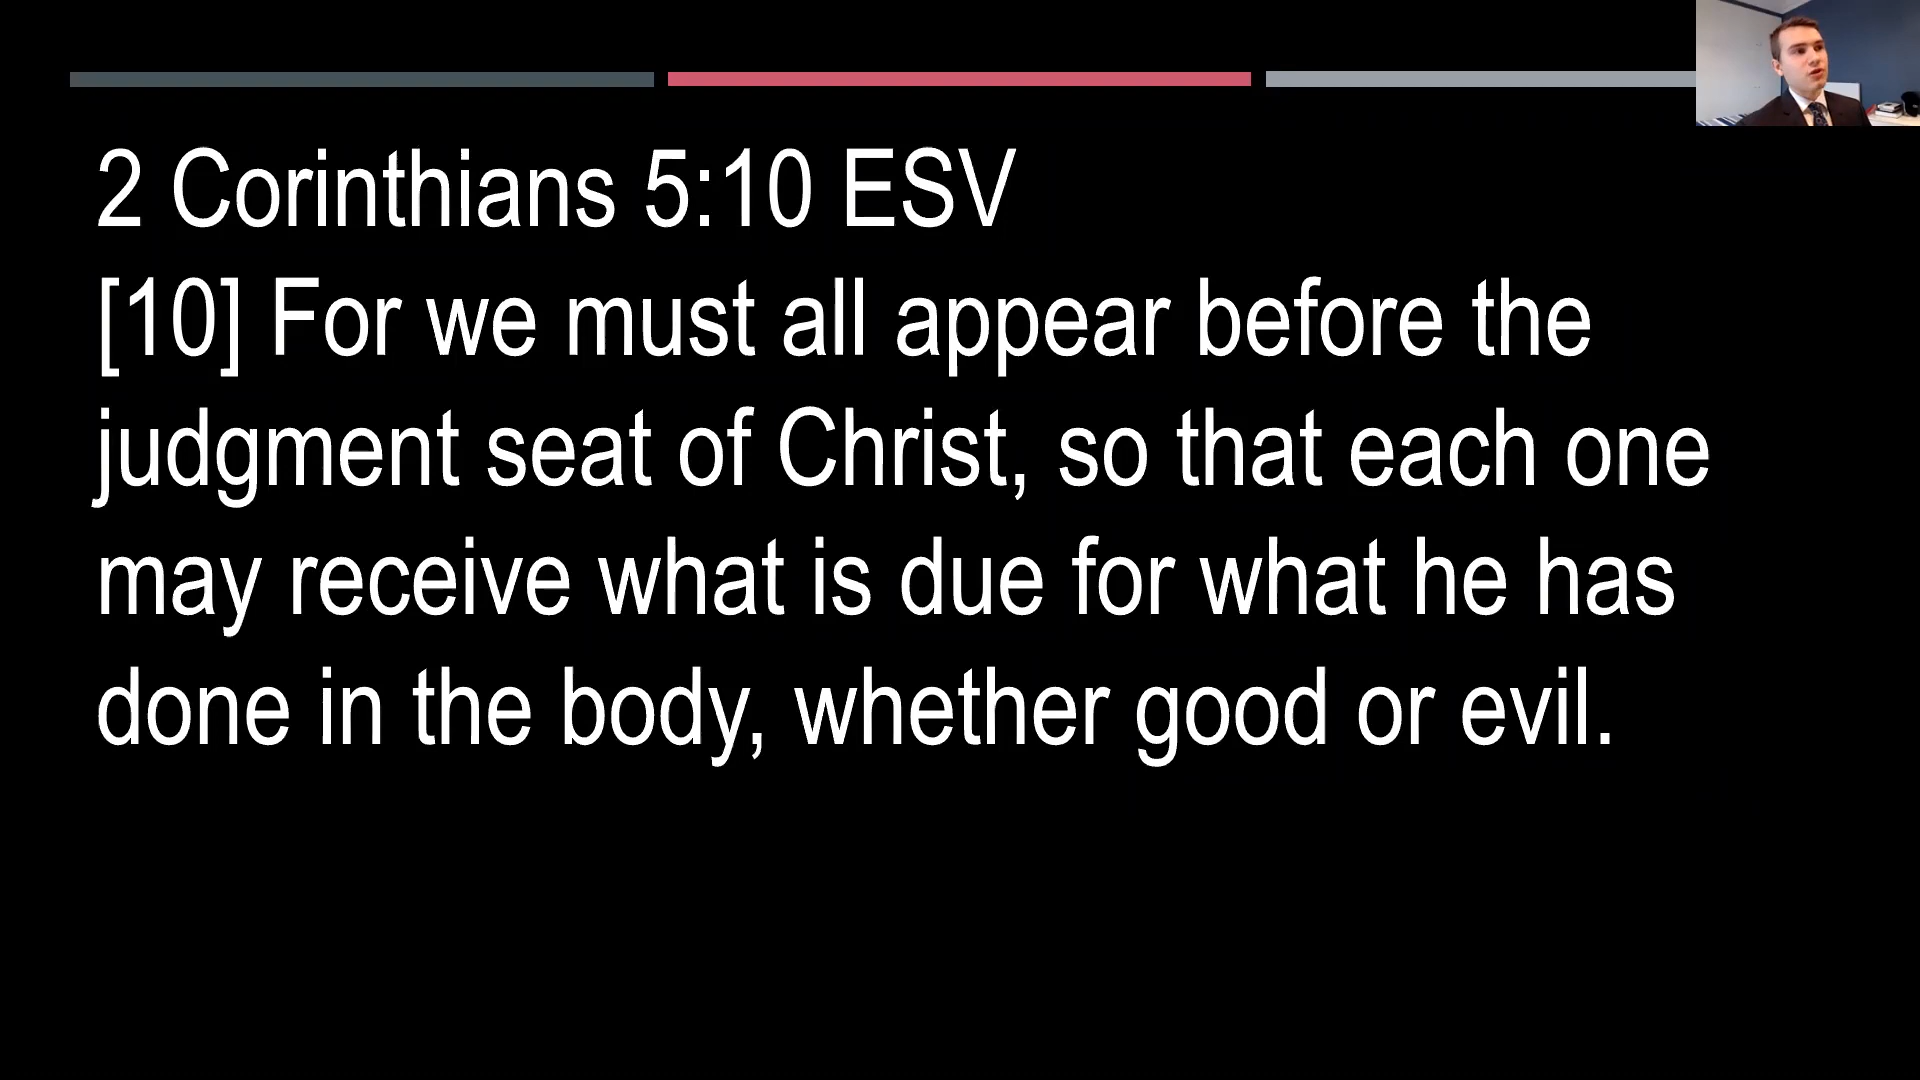 2 Corinthians 5:10 ESV
[10] For we must all appear before the
judgment seat of Christ, so that each one
may receive what is due for what he has
done in the body, whether good or evil.